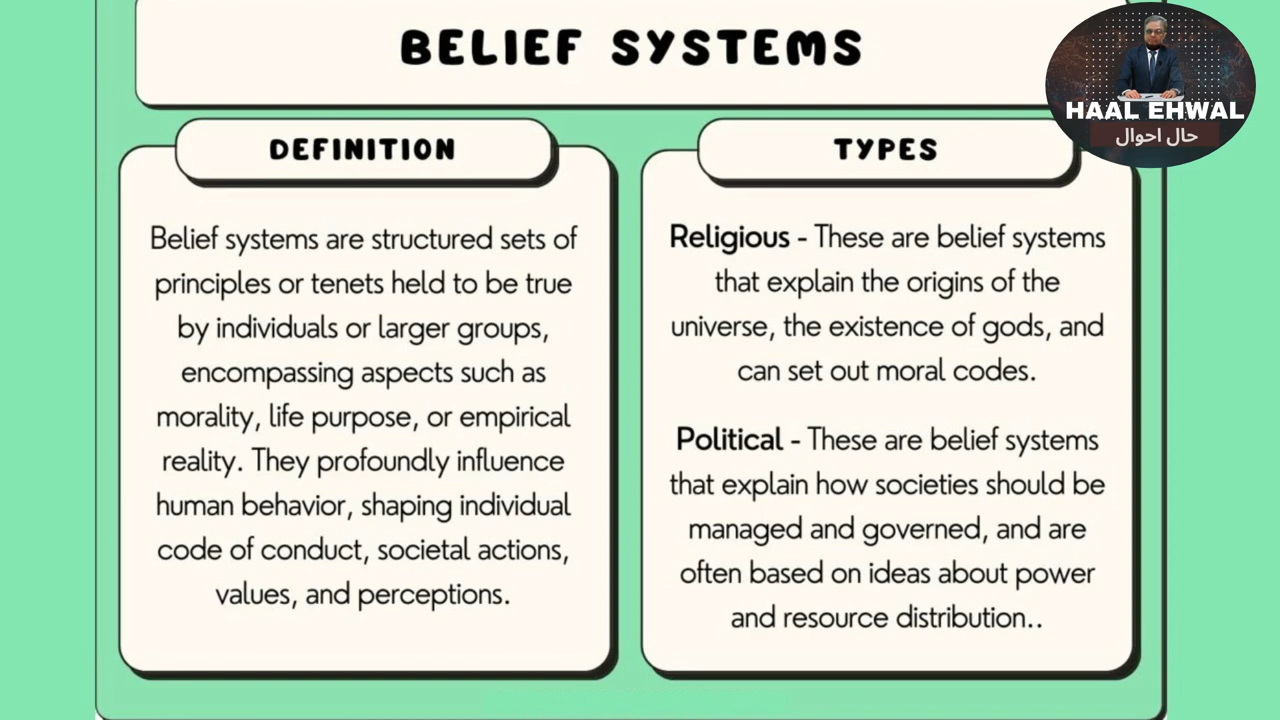 BELIEF SYSTEMS
HAAL EHWAL
حال احوال
DEFINITION
Belief systems are structured sets of
principles or tenets held to be true
by individuals or larger groups,
encompassing aspects such as
morality, life purpose, or empirical
reality. They profoundly influence
human behavior, shaping individual
code of conduct, societal actions,
values, and perceptions.
TYPES
Religious - These are belief systems
that explain the origins of the
universe, the existence of gods, and
can set out moral codes.
Political - These are belief systems
that explain how societies should be
managed and governed, and are
often based on ideas about power
and resource distribution..